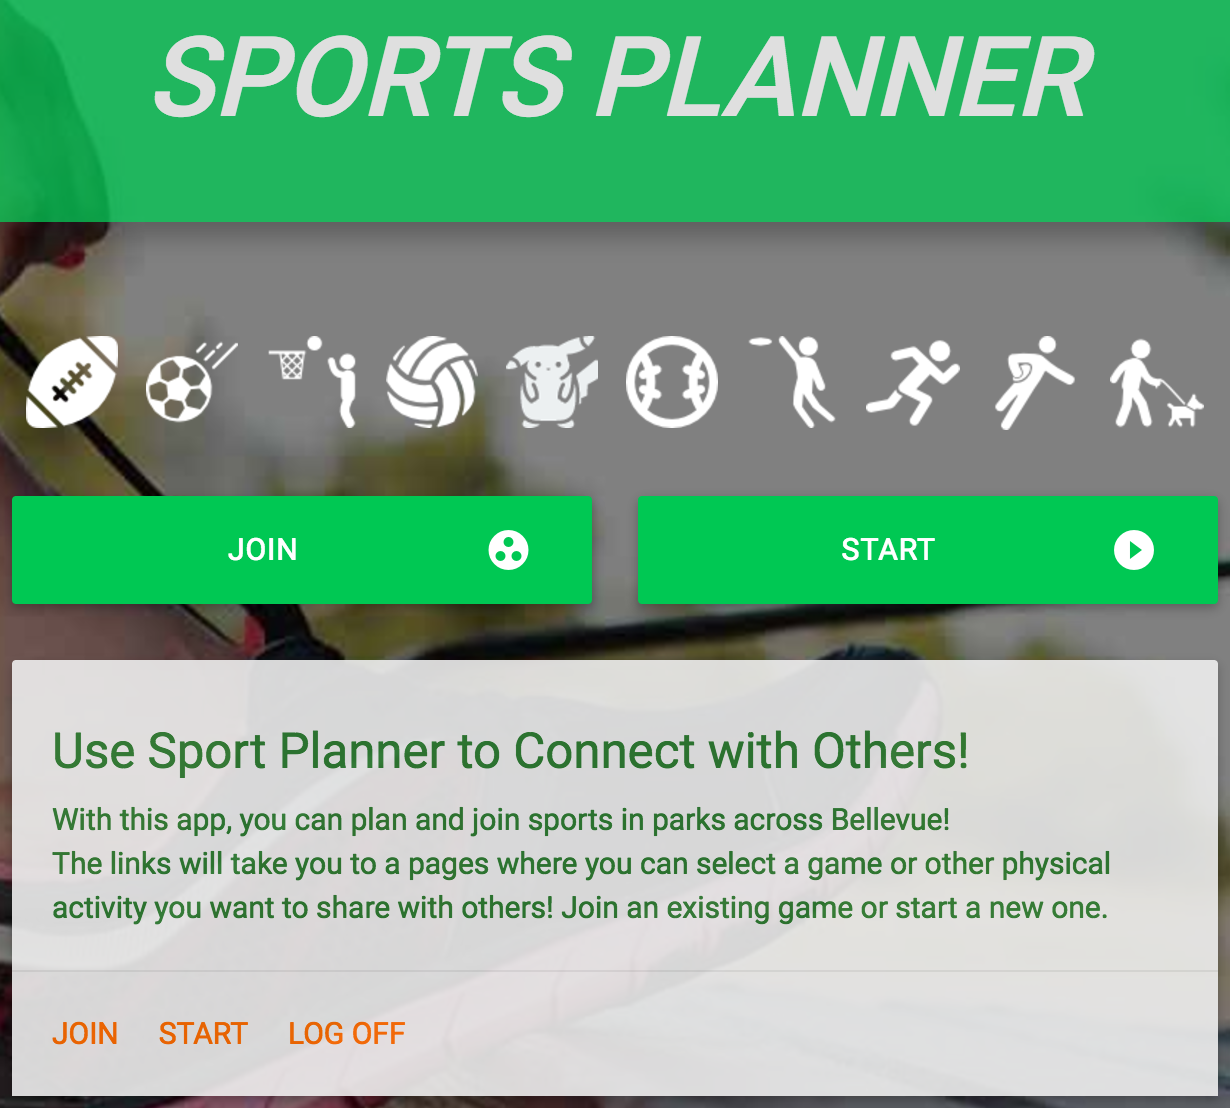 SPORTS PLANNER
JOIN
START
Use Sport Planner to Connect with Others!
With this app, you can plan and join sports in parks across Bellevue!
The links will take you to a pages where you can select a game or other physical
activity you want to share with others! Join an existing game or start a new one.
JOIN START LOG OFF